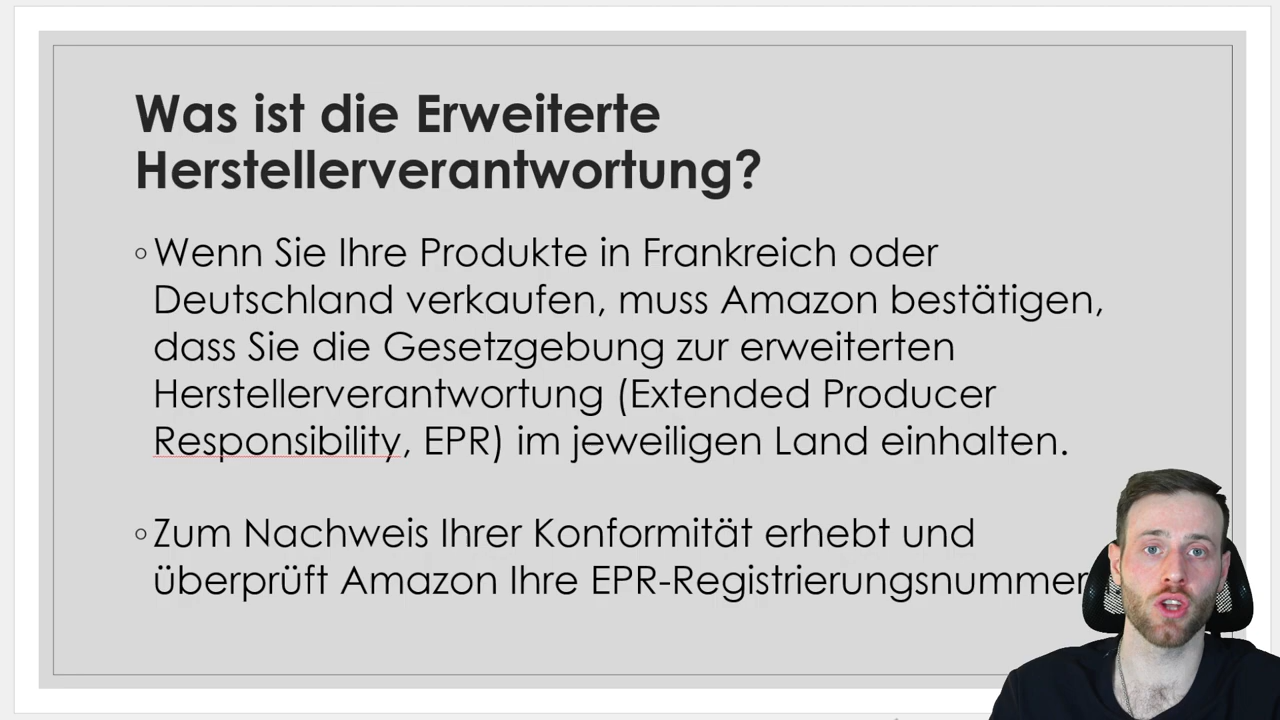 Was ist die Erweiterte
Herstellerverantwortung?
◦ Wenn Sie Ihre Produkte in Frankreich oder
Deutschland verkaufen, muss Amazon bestätigen,
dass Sie die Gesetzgebung zur erweiterten
Herstellerverantwortung (Extended Producer
Responsibility, EPR) im jeweiligen Land einhalten.
◦ Zum Nachweis Ihrer Konformität erhebt und
überprüft Amazon Ihre EPR-Registrierungsnummer